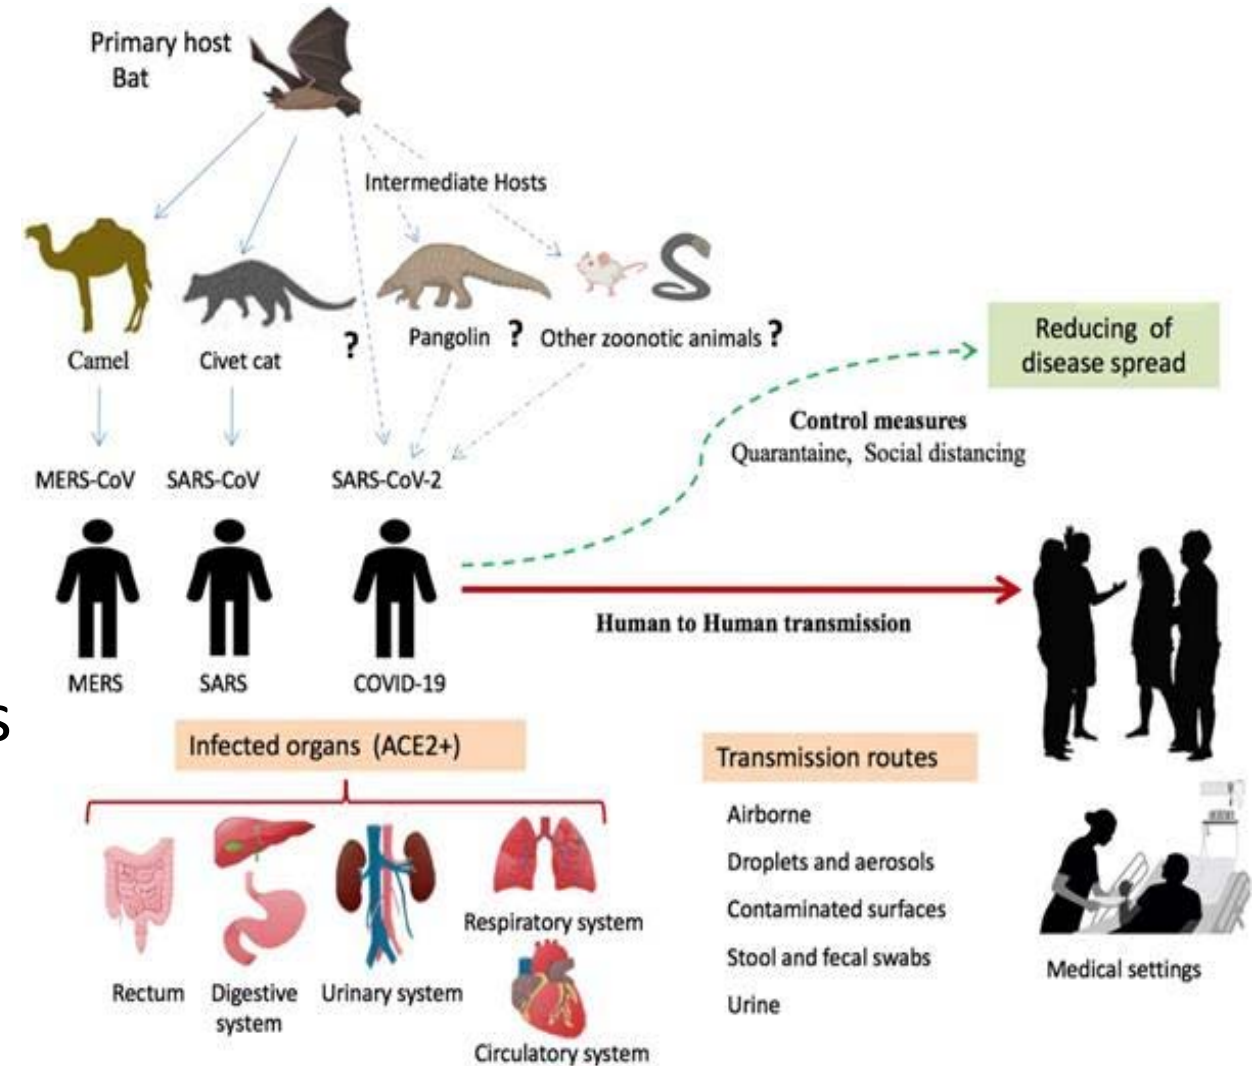 Primary host
Bat
Intermediate Hosts
Camel
Civet cat
?
Pangolin ?
Other zoonotic animals ?
Reducing of
disease spread
Control measures
Quarantaine, Social distancing
MERS-CoV
SARS-CoV
SARS-CoV-2
Human to Human transmission
MERS
SARS
COVID-19
s
Infected organs (ACE2+)
Rectum
Digestive
system
Urinary system
Respiratory system
Circulatory system
Transmission routes
Airborne
Droplets and aerosols
Contaminated surfaces
Stool and fecal swabs
Urine
Medical settings